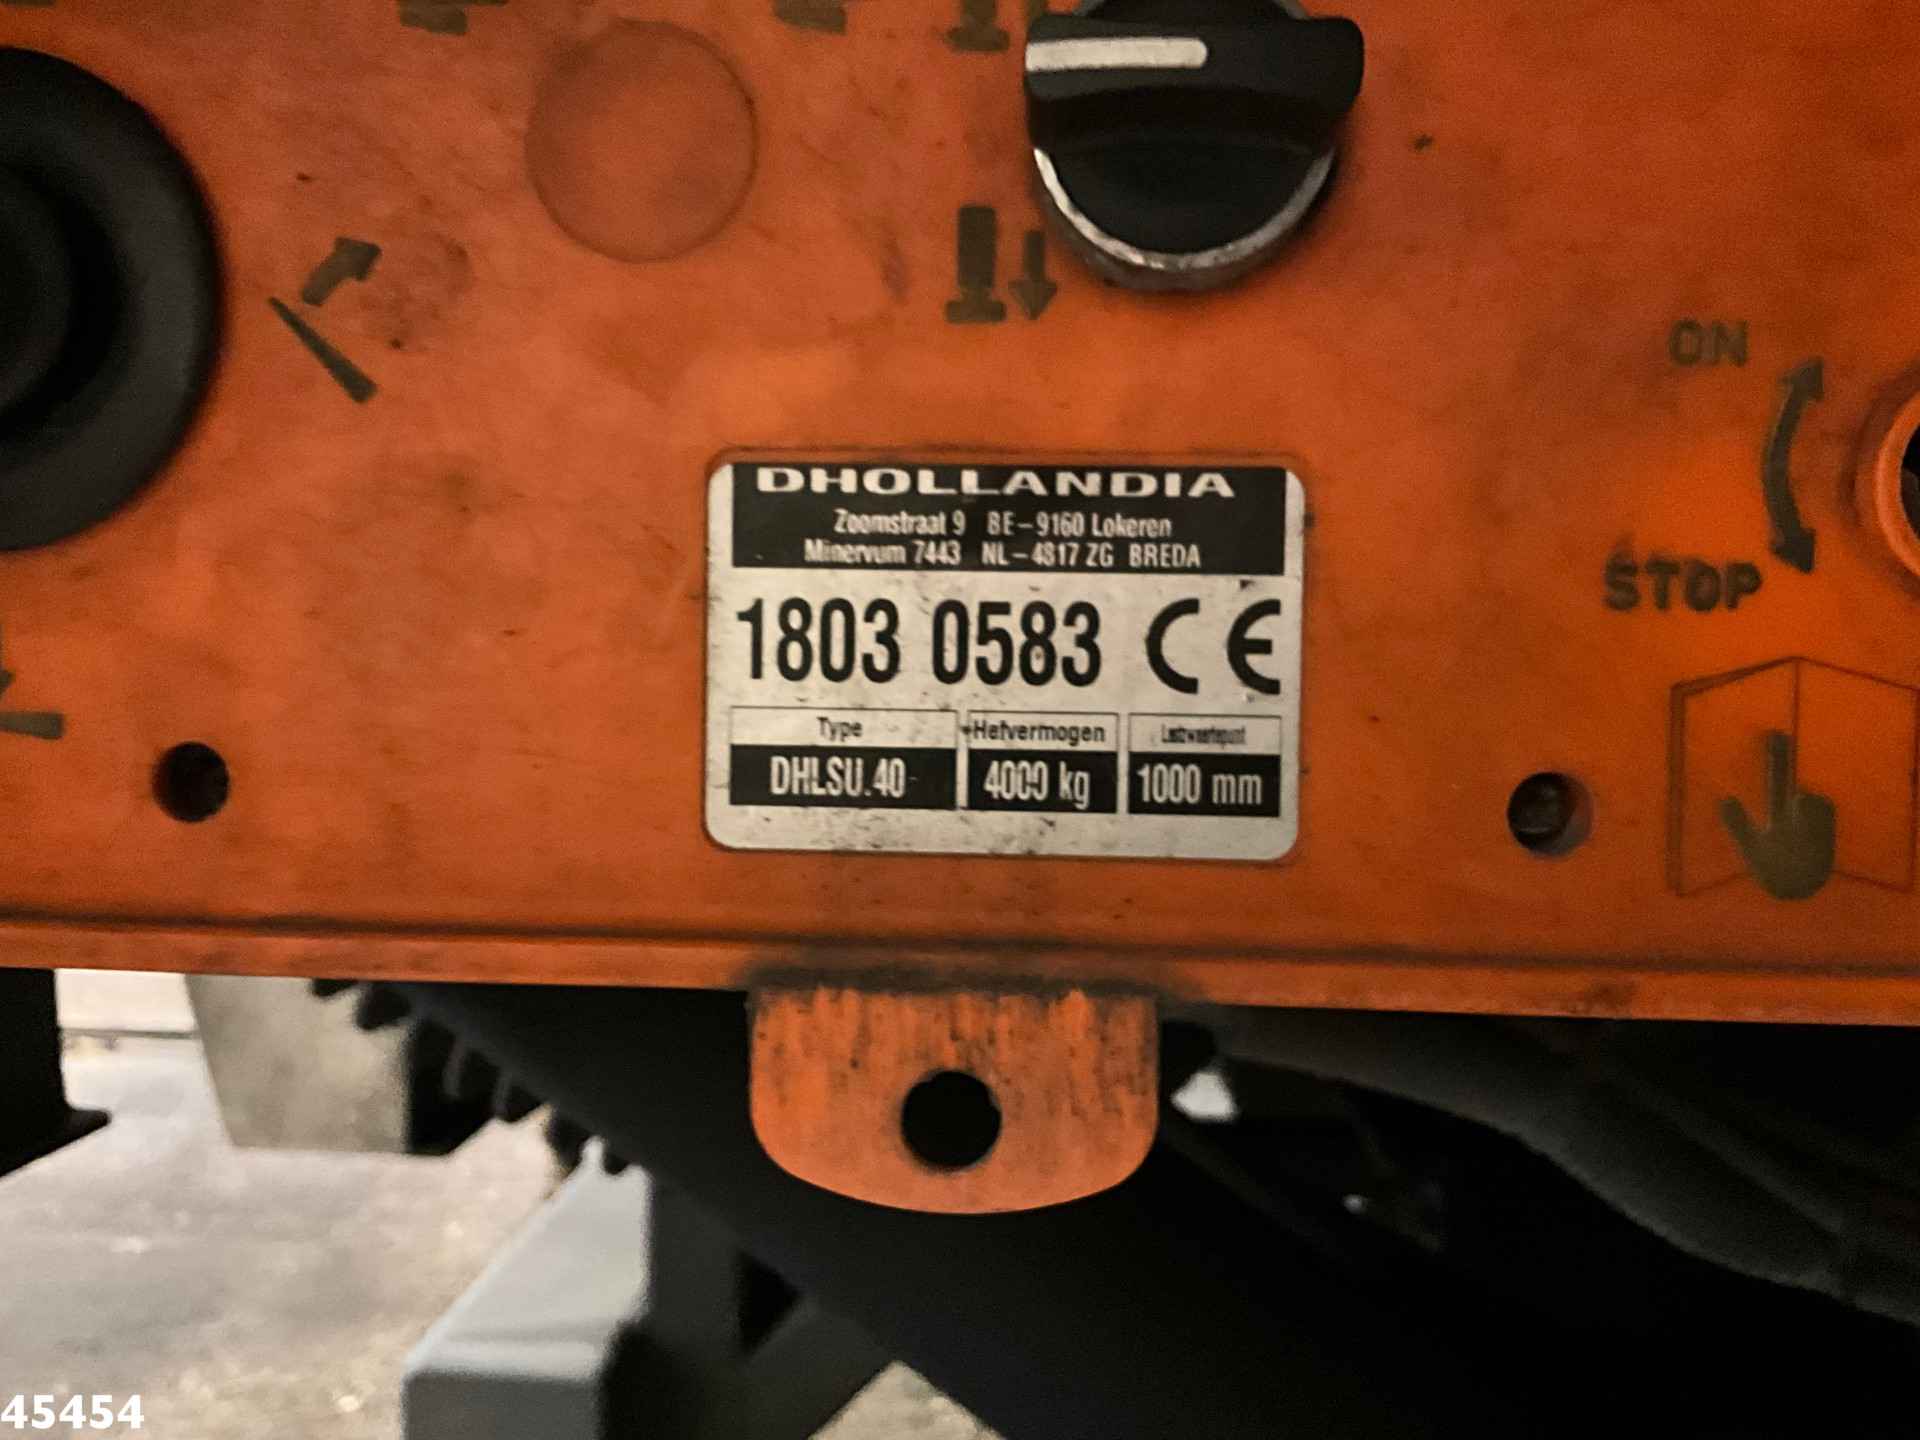 ON
STOP
DHOLLANDIA
Zoomstraat 9 BE-9160 Lokeren
Minervum 7443 NL-4817 ZG BREDA
1803 0583 CE
Type Hefvermogen Lastzwaartepunt
DHLSU.40 4000 kg 1000 mm
45454